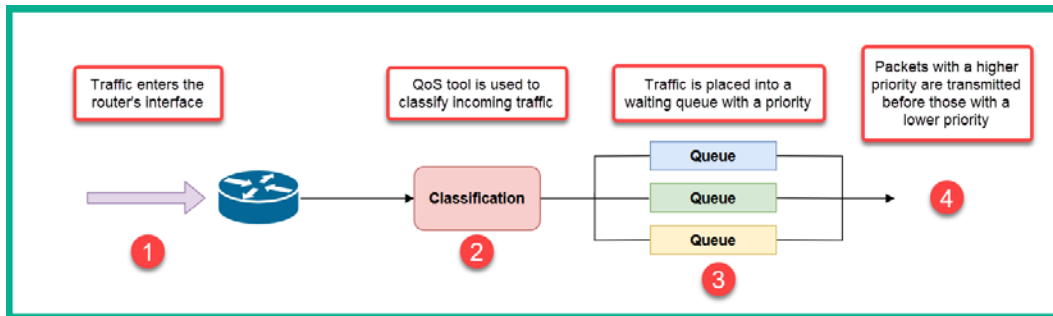 Traffic enters the
router's interface
QoS tool is used to
classify incoming traffic
Traffic is placed into a
waiting queue with a priority
Packets with a higher
priority are transmitted
before those with a
lower priority
Classification
Queue
Queue
Queue
1
2
3
4